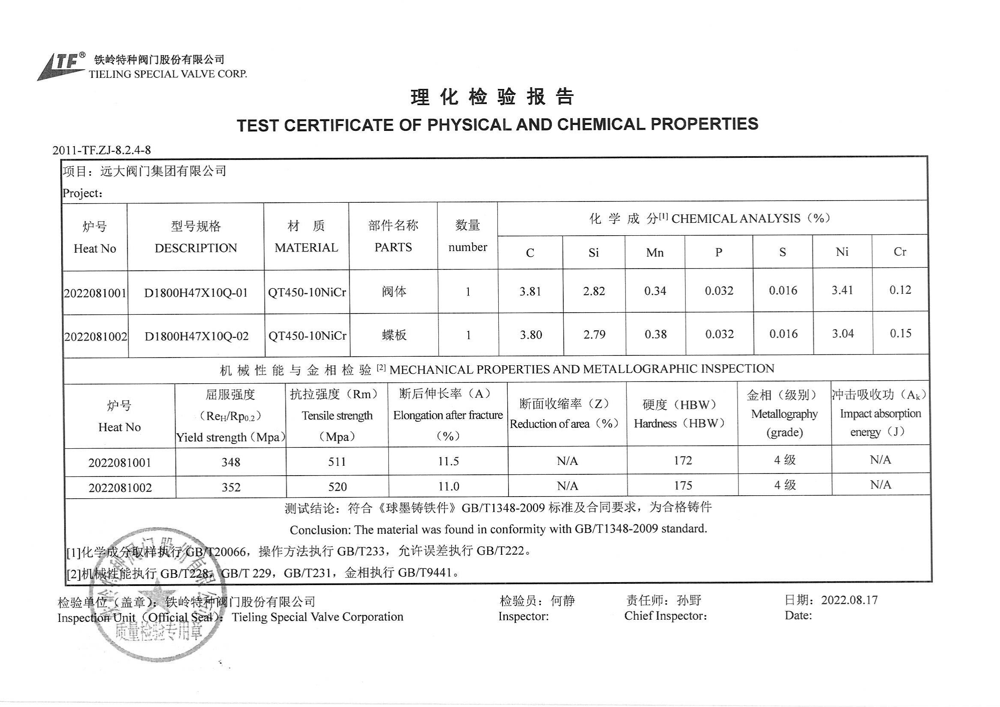 TF®
铁岭特种阀门股份有限公司
TIELING SPECIAL VALVE CORP.
理化检验报告
TEST CERTIFICATE OF PHYSICAL AND CHEMICAL PROPERTIES
2011-TF.ZJ-8.2.4-8
项目：远大阀门集团有限公司
Project：
炉号 Heat No 型号规格 DESCRIPTION 材 质 MATERIAL 部件名称 PARTS 数量 number 化 学 成 分[1] CHEMICAL ANALYSIS（%）
C Si Mn P S Ni Cr
2022081001 D1800H47X10Q-01 QT450-10NiCr 阀体 1 3.81 2.82 0.34 0.032 0.016 3.41 0.12
2022081002 D1800H47X10Q-02 QT450-10NiCr 蝶板 1 3.80 2.79 0.38 0.032 0.016 3.04 0.15
机 械 性 能 与 金 相 检 验 [2] MECHANICAL PROPERTIES AND METALLOGRAPHIC INSPECTION
炉号 Heat No 屈服强度（ReH/Rp0.2）Yield strength（Mpa） 抗拉强度（Rm）Tensile strength（Mpa） 断后伸长率（A）Elongation after fracture（%） 断面收缩率（Z）Reduction of area（%） 硬度（HBW）Hardness（HBW） 金相（级别）Metallography (grade) 冲击吸收功（Ak）Impact absorption energy（J）
2022081001 348 511 11.5 N/A 172 4 级 N/A
2022081002 352 520 11.0 N/A 175 4 级 N/A
测试结论：符合《球墨铸铁件》GB/T1348-2009 标准及合同要求，为合格铸件
Conclusion: The material was found in conformity with GB/T1348-2009 standard.
[1]化学成分取样执行 GB/T20066，操作方法执行 GB/T233，允许误差执行 GB/T222。
[2]机械性能执行 GB/T228，GB/T 229，GB/T231，金相执行 GB/T9441。
检验单位（盖章）：铁岭特种阀门股份有限公司 检验员：何静 责任师：孙野 日期：2022.08.17
Inspection Unit（Official Seal）：Tieling Special Valve Corporation Inspector: Chief Inspector： Date:
铁岭特种阀门股份有限公司
质量检验专用章